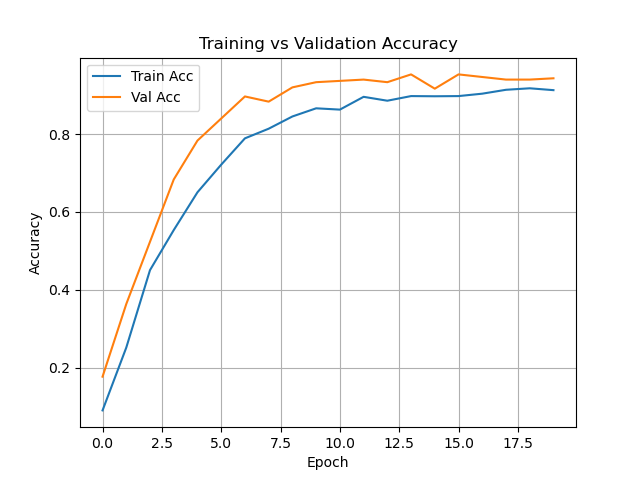 Training vs Validation Accuracy
Train Acc
Val Acc
0.8
0.6
0.4
0.2
Accuracy
0.0 2.5 5.0 7.5 10.0 12.5 15.0 17.5
Epoch